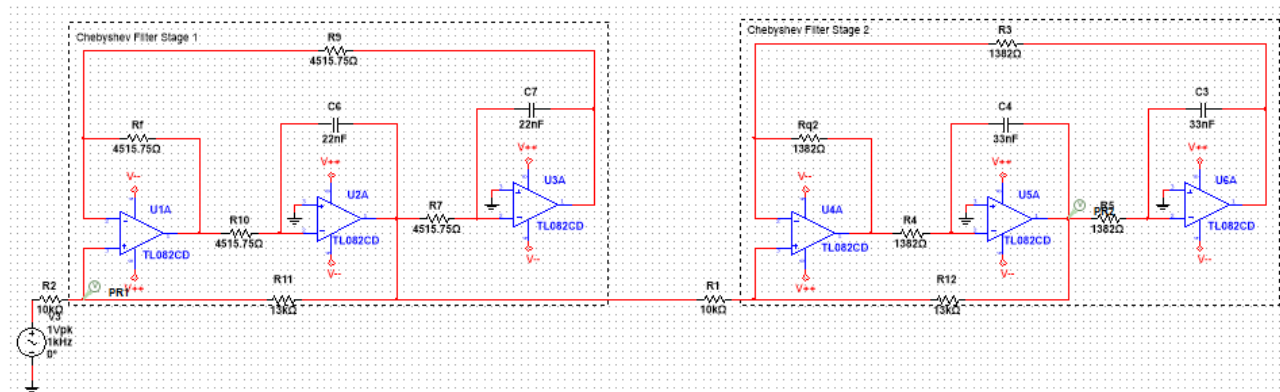 Chebyshev Filter Stage 1
R9
4515.75Ω
C6
22nF
C7
22nF
Rf
4515.75Ω
V--
U1A
TL082CD
V++
R10
4515.75Ω
V++
U2A
TL082CD
V--
R7
4515.75Ω
V++
U3A
TL082CD
V--
R11
13kΩ
R2
10kΩ
PR1
V3
1Vpk
1kHz
0°
Chebyshev Filter Stage 2
R3
1382Ω
C4
33nF
C3
33nF
Rq2
1382Ω
V--
U4A
TL082CD
V++
R4
1382Ω
V++
U5A
TL082CD
V--
R5
1382Ω
V++
U6A
TL082CD
V--
R12
13kΩ
R1
10kΩ